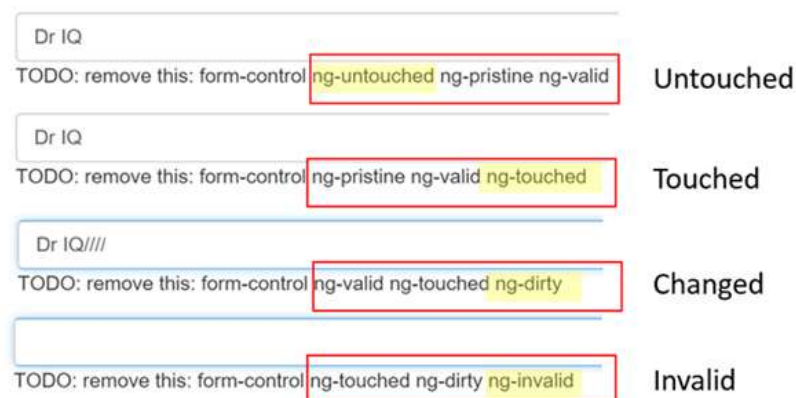 Dr IQ
TODO: remove this: form-control ng-untouched ng-pristine ng-valid
Untouched
Dr IQ
TODO: remove this: form-control ng-pristine ng-valid ng-touched
Touched
Dr IQ////
TODO: remove this: form-control ng-valid ng-touched ng-dirty
Changed
TODO: remove this: form-control ng-touched ng-dirty ng-invalid
Invalid